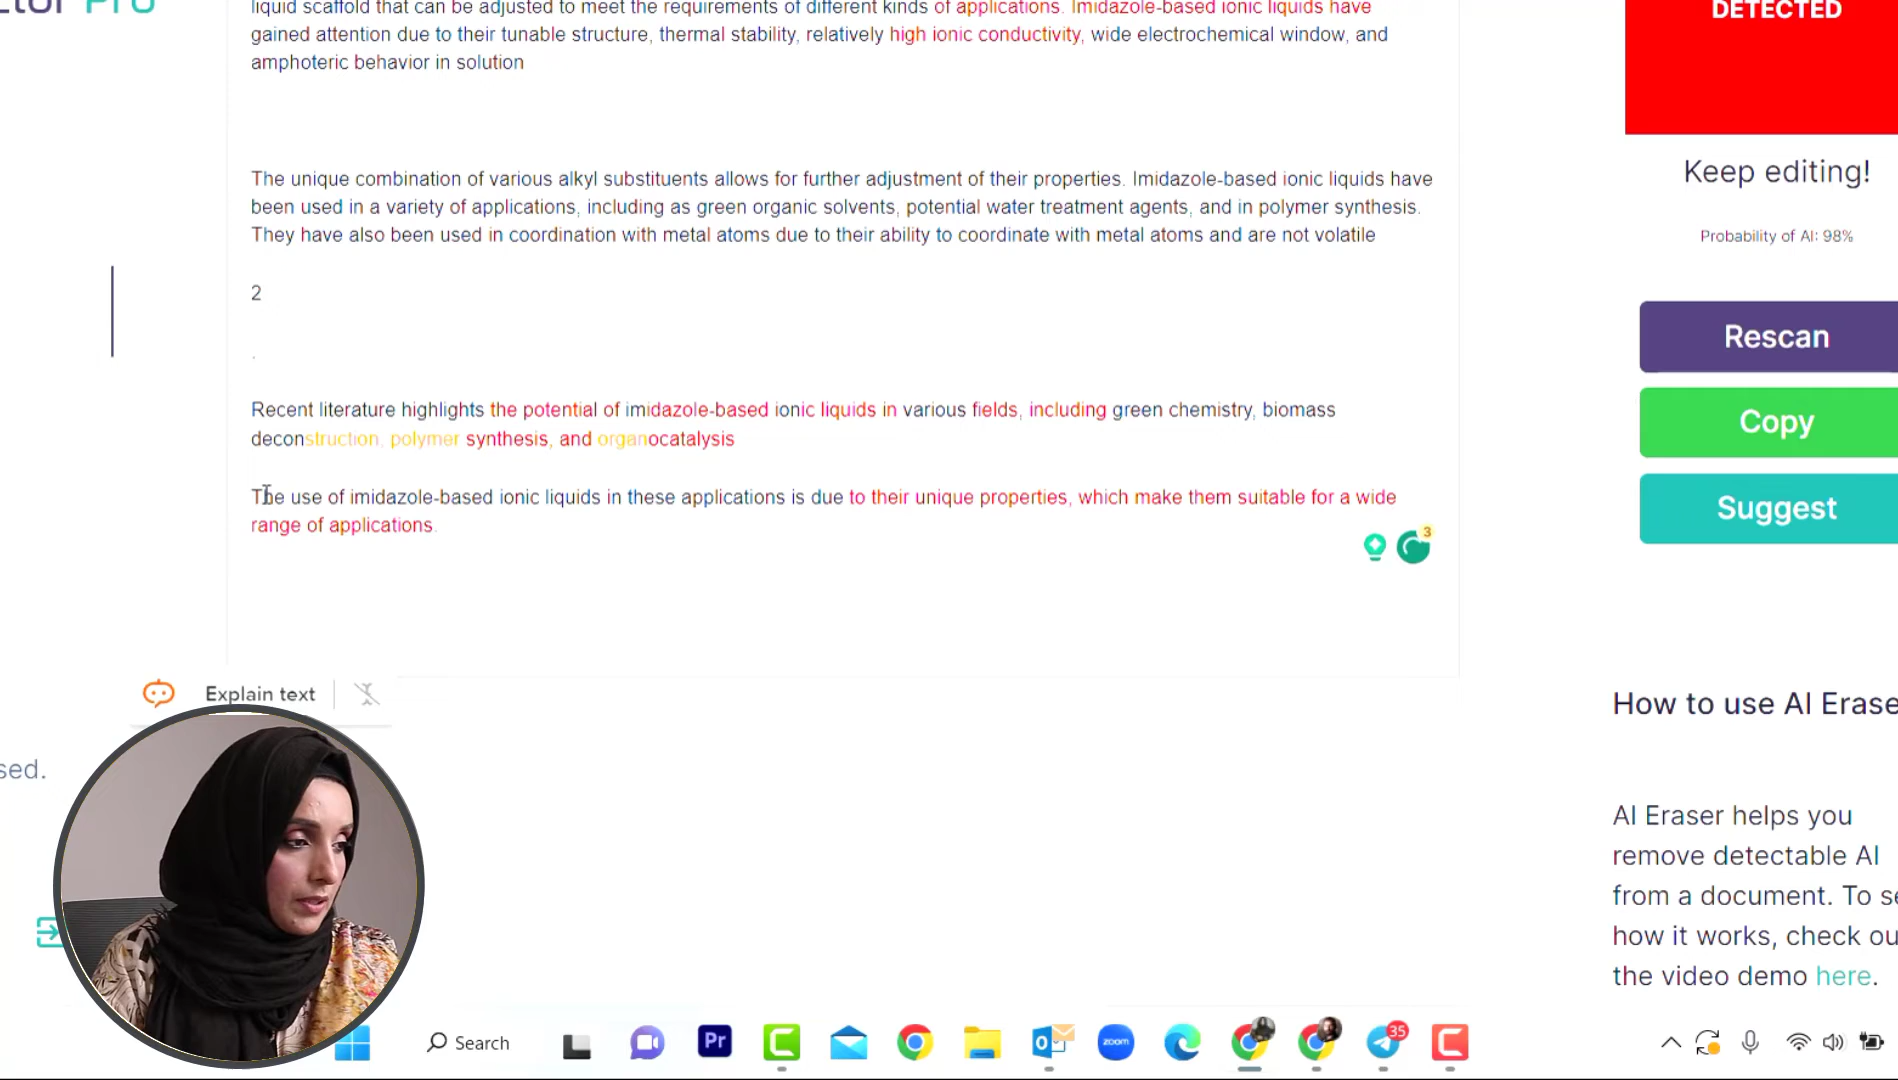 Pro
liquid scaffold that can be adjusted to meet the requirements of different kinds of applications. Imidazole-based ionic liquids have
gained attention due to their tunable structure, thermal stability, relatively high ionic conductivity, wide electrochemical window, and
amphoteric behavior in solution
DETECTED
The unique combination of various alkyl substituents allows for further adjustment of their properties. Imidazole-based ionic liquids have
been used in a variety of applications, including as green organic solvents, potential water treatment agents, and in polymer synthesis.
They have also been used in coordination with metal atoms due to their ability to coordinate with metal atoms and are not volatile
2
.
Recent literature highlights the potential of imidazole-based ionic liquids in various fields, including green chemistry, biomass
deconstruction, polymer synthesis, and organocatalysis
The use of imidazole-based ionic liquids in these applications is due to their unique properties, which make them suitable for a wide
range of applications.
3
Keep editing!
Probability of AI: 98%
Rescan
Copy
Suggest
Explain text
sed.
How to use AI Erase
AI Eraser helps you
remove detectable AI
from a document. To se
how it works, check ou
the video demo here.
Search
Pr
zoom
35